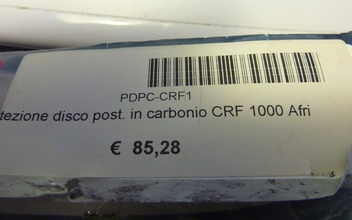 PDPC-CRF1
tezione disco post. in carbonio CRF 1000 Afri
€ 85,28